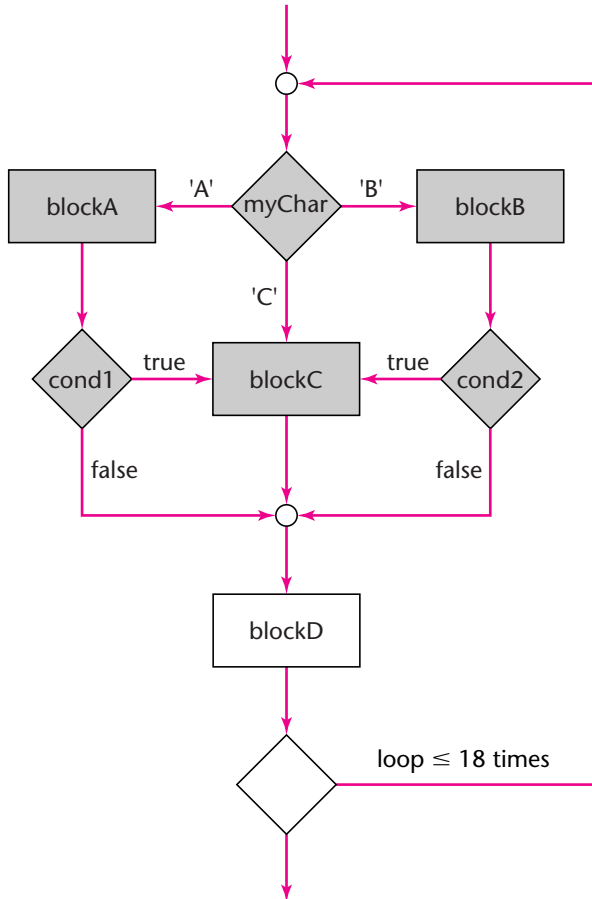 'A'
'B'
blockA
myChar
blockB
'C'
true
true
cond1
blockC
cond2
false
false
blockD
loop ≤ 18 times